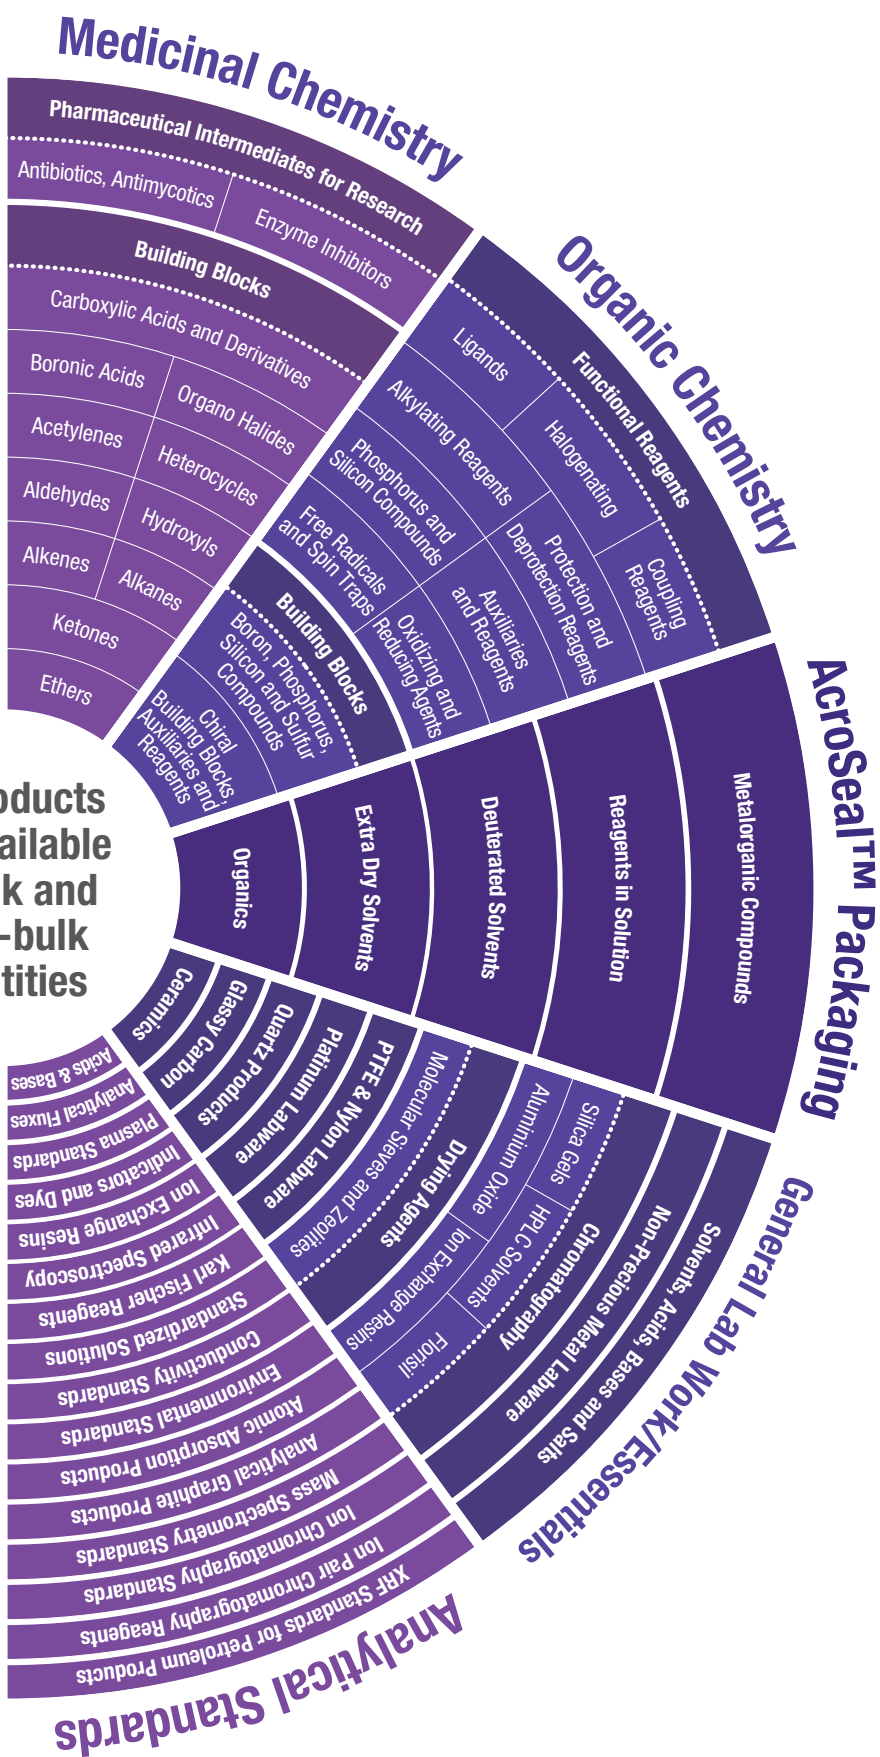 Medicinal Chemistry
Pharmaceutical Intermediates for Research
Antibiotics, Antimycotics
Enzyme Inhibitors
Building Blocks
Carboxylic Acids and Derivatives
Boronic Acids
Organo Halides
Acetylenes
Heterocycles
Aldehydes
Hydroxyls
Alkenes
Alkanes
Ketones
Ethers
Organic Chemistry
Functional Reagents
Ligands
Halogenating
Coupling
Reagents
Alkylating Reagents
Protection and
Deprotection Reagents
Phosphorus and
Silicon Compounds
Auxiliaries
and Reagents
Free Radicals
and Spin Traps
Oxidizing and
Reducing Agents
Building Blocks
Boron, Phosphorus,
Silicon and Sulfur
Compounds
Chiral
Building Blocks,
Auxiliaries and
Reagents
AcroSeal™ Packaging
Metalorganic Compounds
Reagents in Solution
Deuterated Solvents
Extra Dry Solvents
Organics
oducts
ailable
k and
-bulk
tities
General Lab Work/Essentials
Solvents, Acids, Bases and Salts
Non-Precious Metal Labware
Chromatography
Silica Gels
HPLC Solvents
Florisil
Aluminium Oxide
Ion Exchange Resins
Drying Agents
Molecular Sieves and Zeolites
PTFE & Nylon Labware
Platinum Labware
Quartz Products
Glassy Carbon
Ceramics
Acids & Bases
Analytical Fluxes
Plasma Standards
Indicators and Dyes
Ion Exchange Resins
Infrared Spectroscopy
Karl Fischer Reagents
Standardized Solutions
Conductivity Standards
Environmental Standards
Atomic Absorption Products
Analytical Graphite Products
Mass Spectrometry Standards
Ion Chromatography Standards
Ion Pair Chromatography Reagents
XRF Standards for Petroleum Products
Analytical Standards